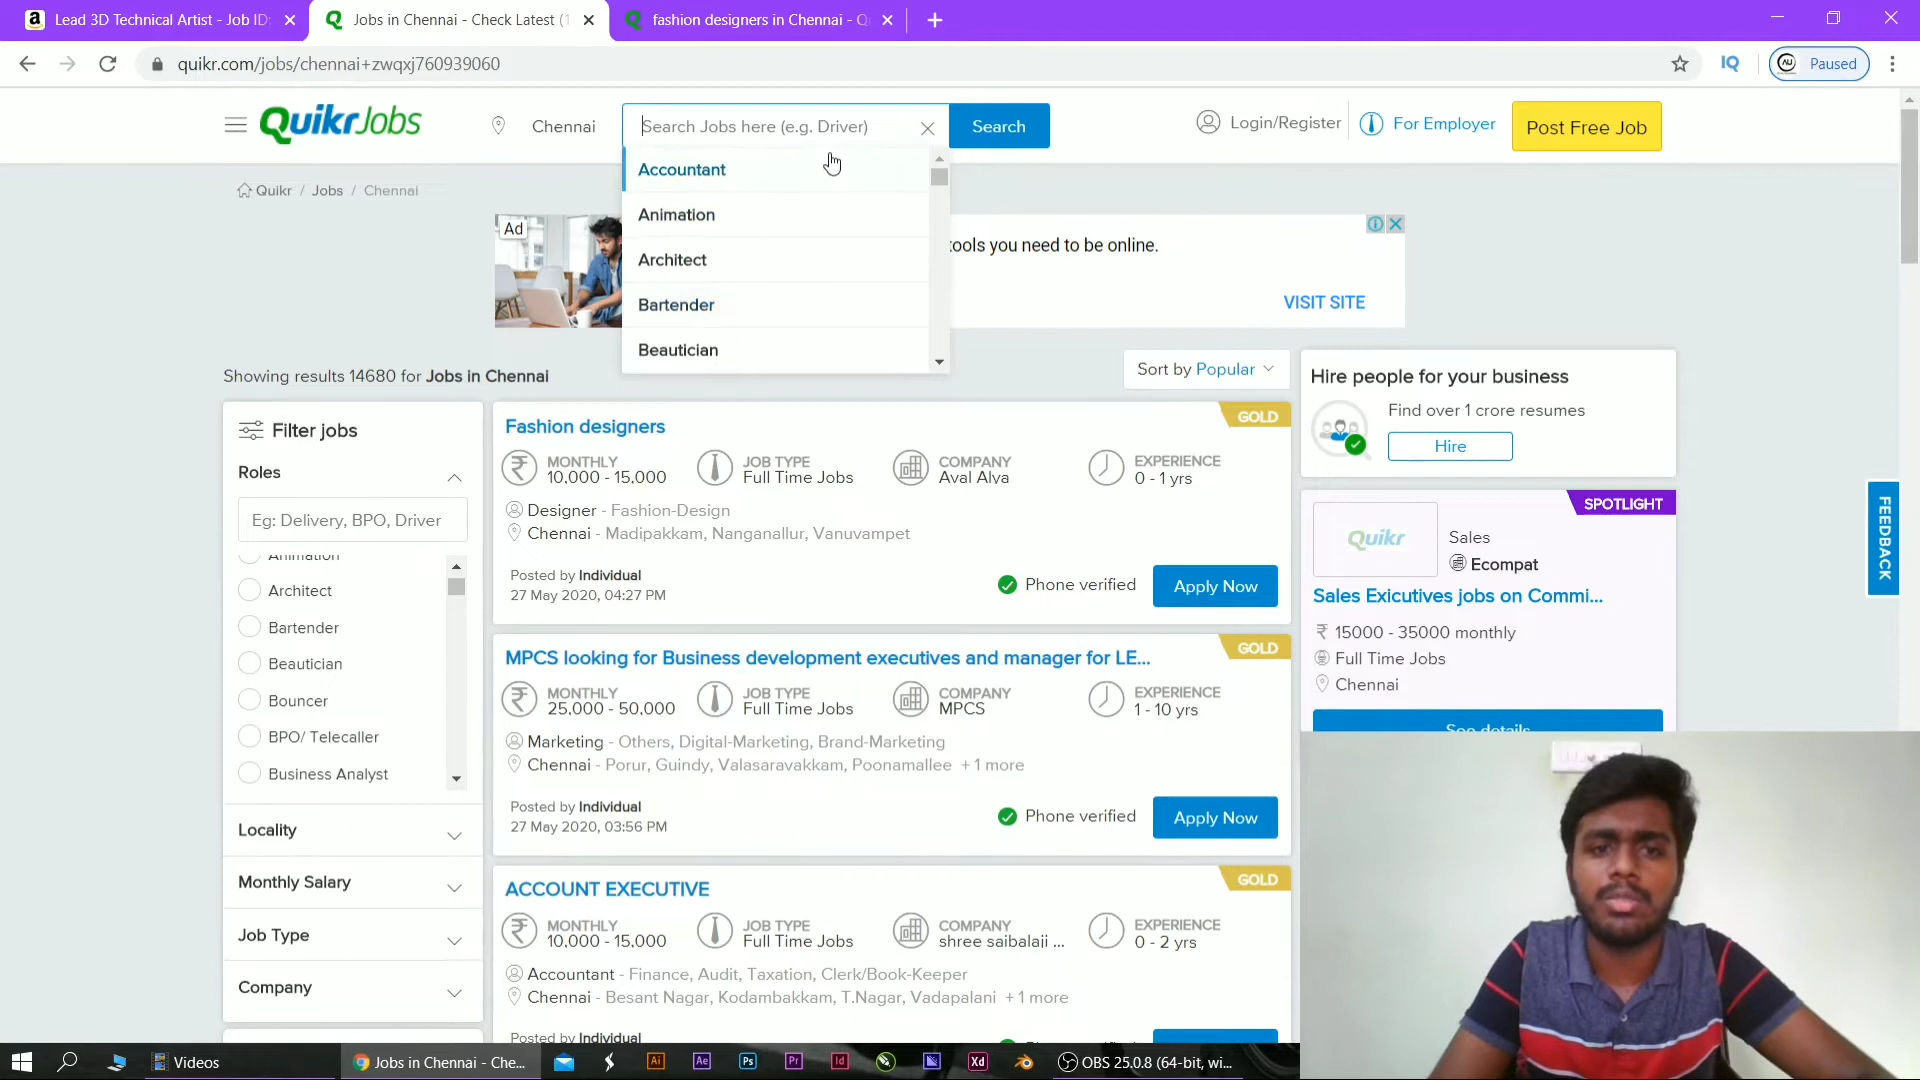 Lead 3D Technical Artist - Job ID:
Jobs in Chennai - Check Latest (1
fashion designers in Chennai - Q
quikr.com/jobs/chennai+zwqxj760939060
IQ
Paused
QuikrJobs
Chennai
Search Jobs here (e.g. Driver)
Search
Login/Register
For Employer
Post Free Job
Accountant
Animation
Architect
Bartender
Beautician
Quikr / Jobs / Chennai
Ad
tools you need to be online.
VISIT SITE
Showing results 14680 for Jobs in Chennai
Sort by Popular
Filter jobs
Roles
Eg: Delivery, BPO, Driver
Animation
Architect
Bartender
Beautician
Bouncer
BPO/ Telecaller
Business Analyst
Locality
Monthly Salary
Job Type
Company
GOLD
Fashion designers
MONTHLY
10,000 - 15,000
JOB TYPE
Full Time Jobs
COMPANY
Aval Alva
EXPERIENCE
0 - 1 yrs
Designer - Fashion-Design
Chennai - Madipakkam, Nanganallur, Vanuvampet
Posted by Individual
27 May 2020, 04:27 PM
Phone verified
Apply Now
GOLD
MPCS looking for Business development executives and manager for LE...
MONTHLY
25,000 - 50,000
JOB TYPE
Full Time Jobs
COMPANY
MPCS
EXPERIENCE
1 - 10 yrs
Marketing - Others, Digital-Marketing, Brand-Marketing
Chennai - Porur, Guindy, Valasaravakkam, Poonamallee + 1 more
Posted by Individual
27 May 2020, 03:56 PM
Phone verified
Apply Now
GOLD
ACCOUNT EXECUTIVE
MONTHLY
10,000 - 15,000
JOB TYPE
Full Time Jobs
COMPANY
shree saibalaji ...
EXPERIENCE
0 - 2 yrs
Accountant - Finance, Audit, Taxation, Clerk/Book-Keeper
Chennai - Besant Nagar, Kodambakkam, T.Nagar, Vadapalani + 1 more
Posted by Individual
Hire people for your business
Find over 1 crore resumes
Hire
SPOTLIGHT
Quikr
Sales
Ecompat
Sales Exicutives jobs on Commi...
15000 - 35000 monthly
Full Time Jobs
Chennai
See details
FEEDBACK
Videos
Jobs in Chennai - Che...
Ai
Ae
Ps
Pr
Id
Xd
OBS 25.0.8 (64-bit, wi...